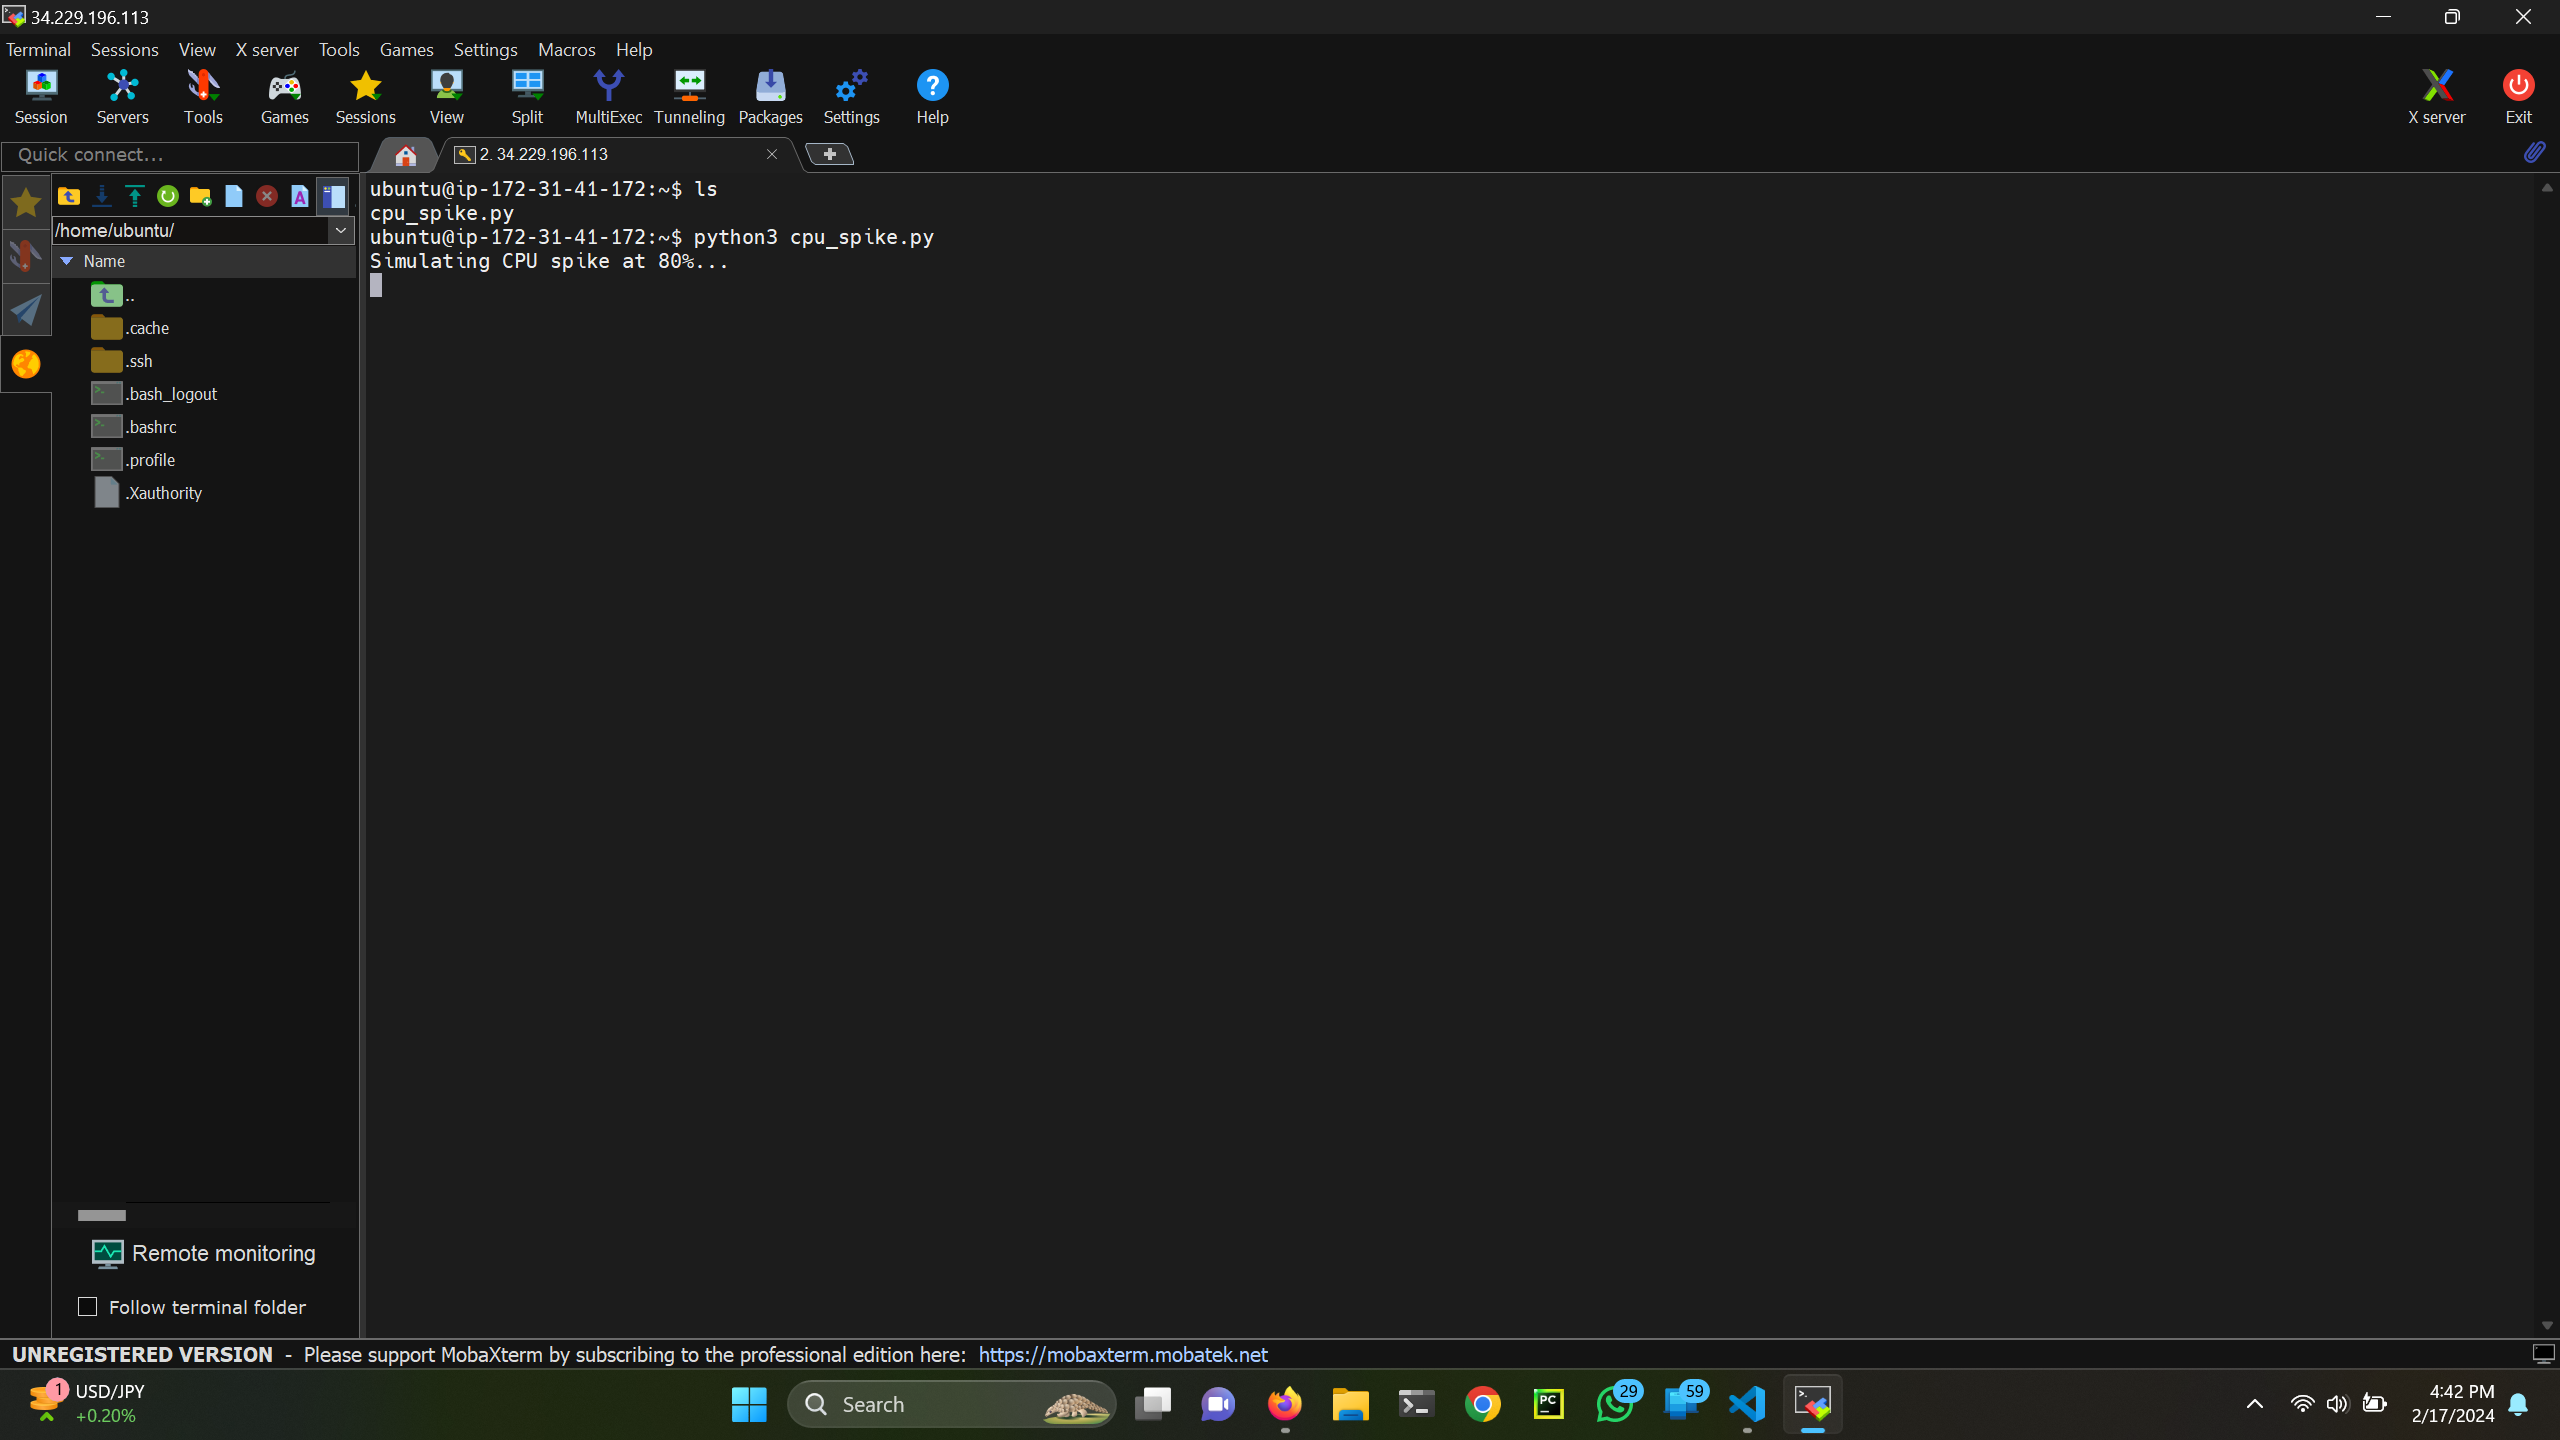 34.229.196.113
Terminal Sessions View X server Tools Games Settings Macros Help
Session Servers Tools Games Sessions View Split MultiExec Tunneling Packages Settings Help X server Exit
Quick connect...
2. 34.229.196.113
/home/ubuntu/
Name
..
.cache
.ssh
.bash_logout
.bashrc
.profile
.Xauthority
ubuntu@ip-172-31-41-172:~$ ls
cpu_spike.py
ubuntu@ip-172-31-41-172:~$ python3 cpu_spike.py
Simulating CPU spike at 80%...
Remote monitoring
Follow terminal folder
UNREGISTERED VERSION - Please support MobaXterm by subscribing to the professional edition here: https://mobaxterm.mobatek.net
1
USD/JPY
+0.20%
Search
PC
29
59
4:42 PM
2/17/2024